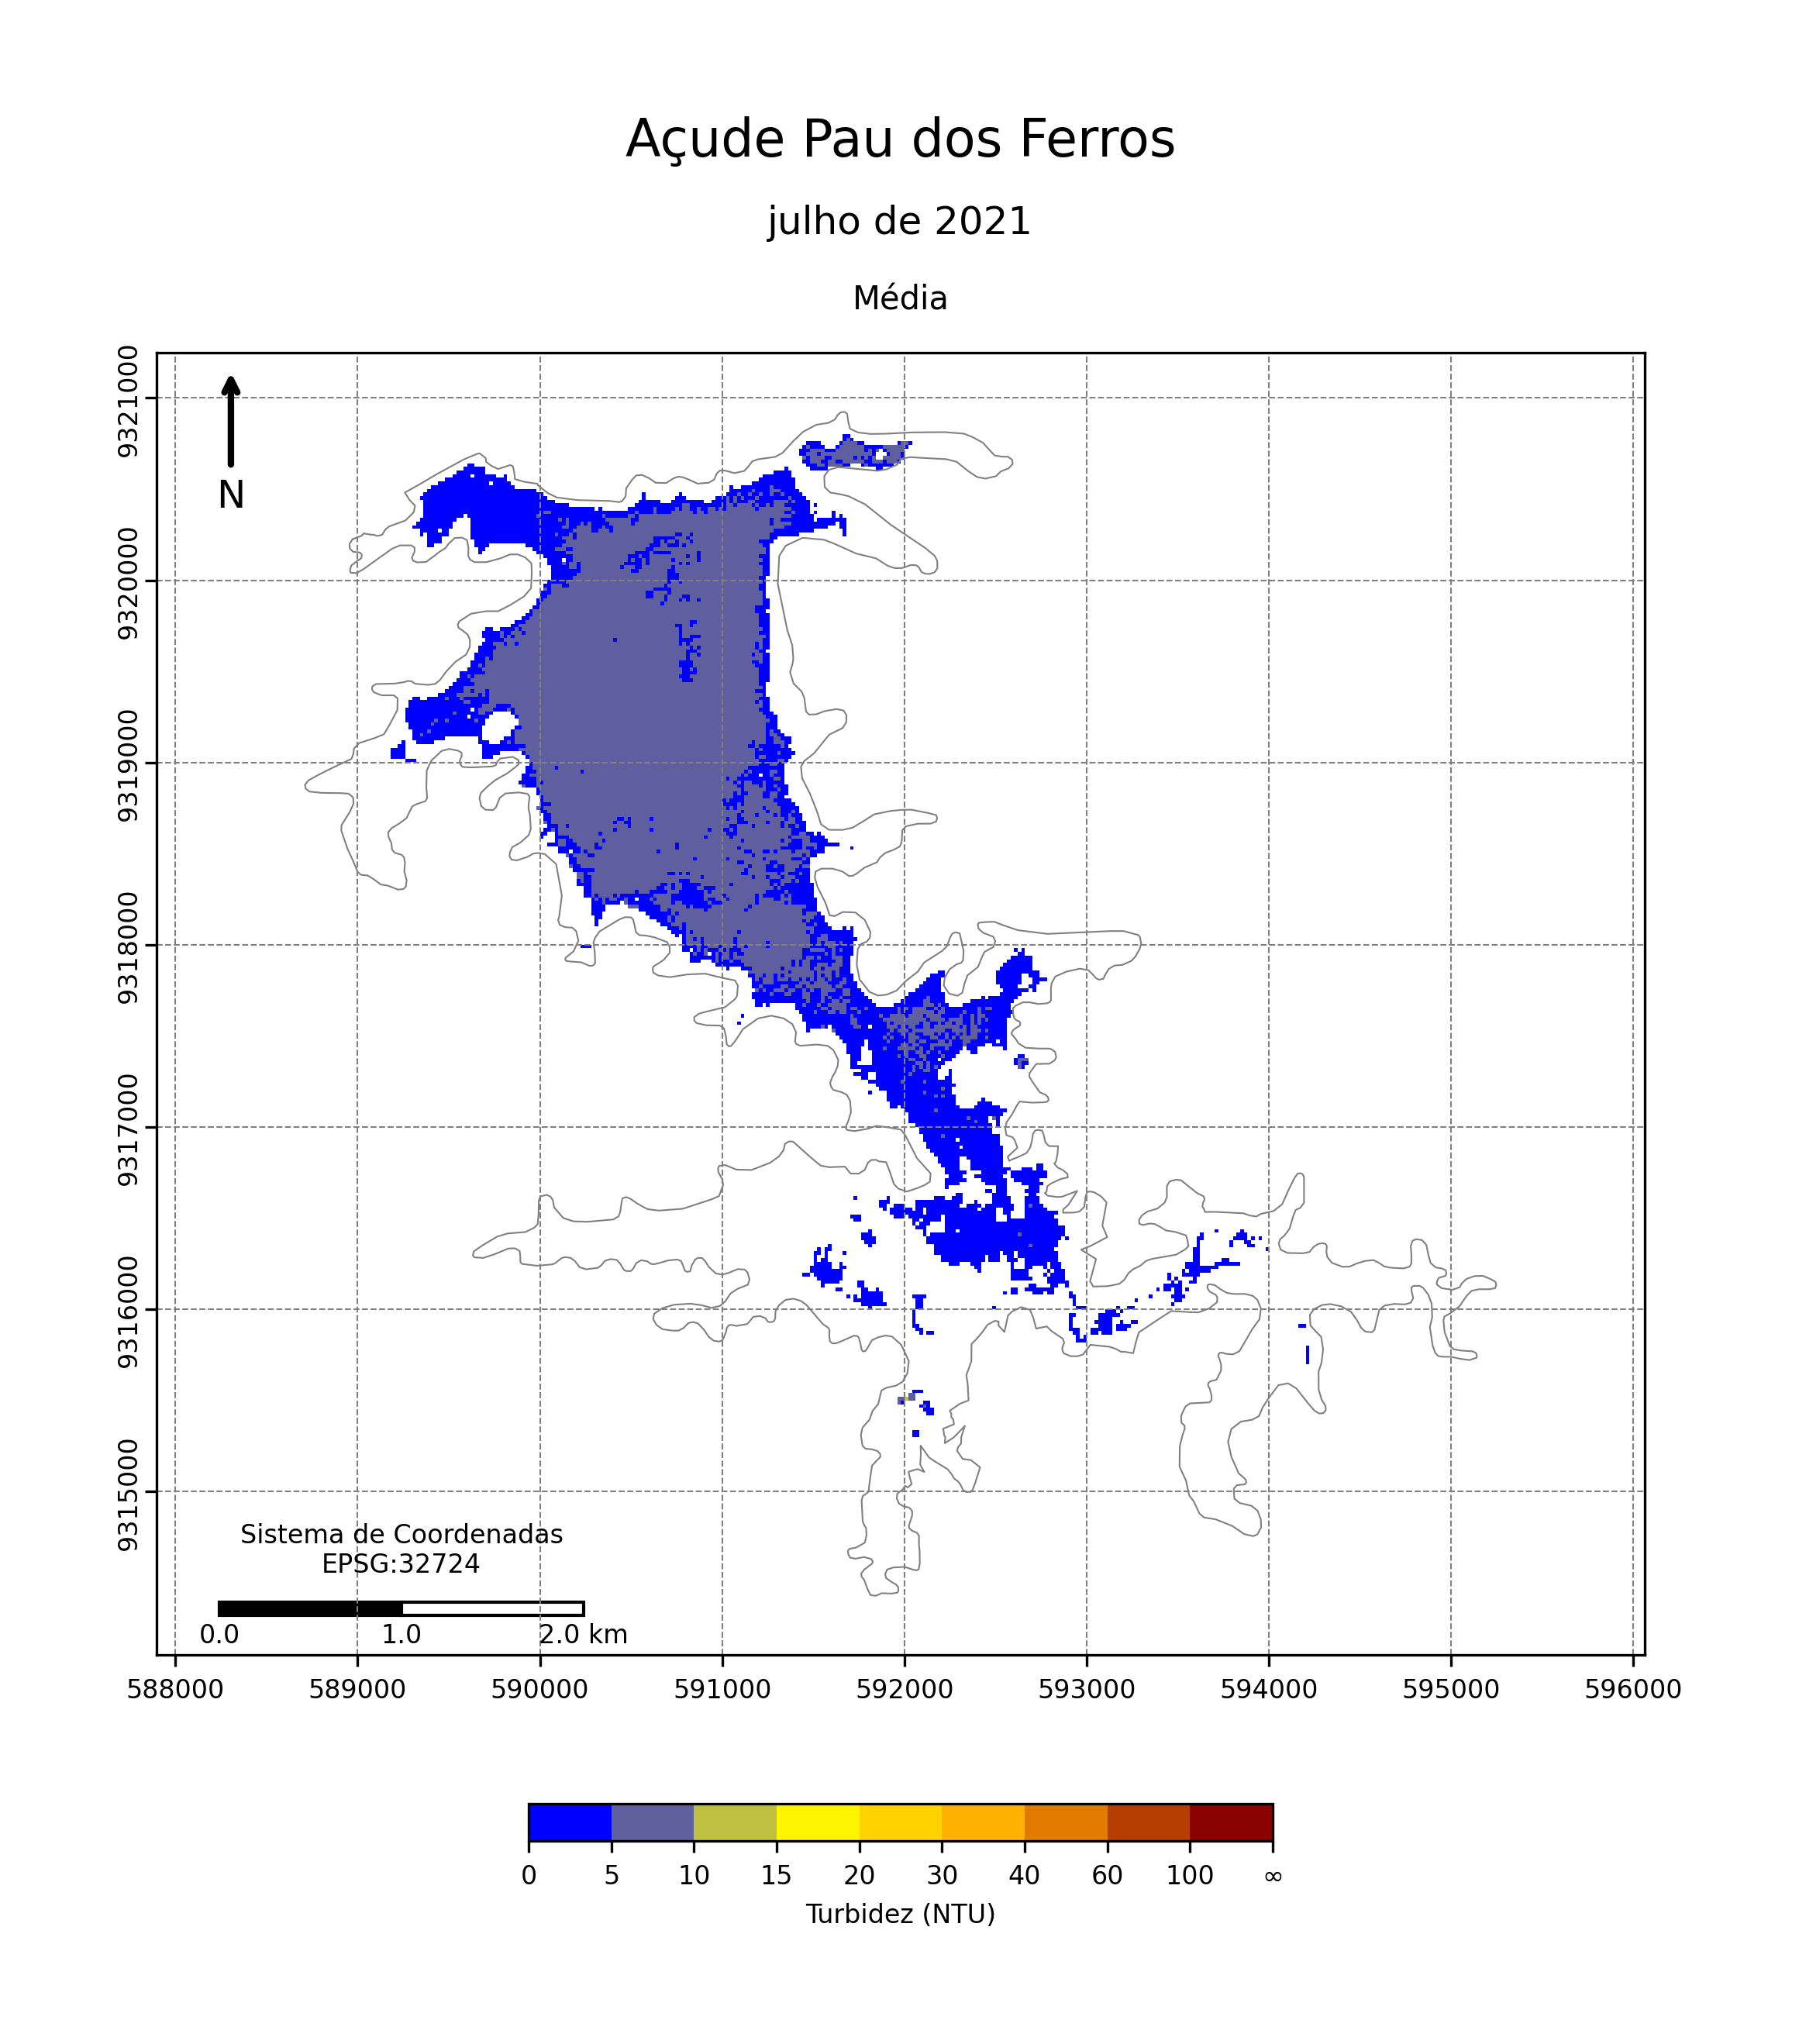 Açude Pau dos Ferros
julho de 2021
Média
9321000
9320000
9319000
9318000
9317000
9316000
9315000
N
Sistema de Coordenadas
EPSG:32724
0.0 1.0 2.0 km
588000 589000 590000 591000 592000 593000 594000 595000 596000
0 5 10 15 20 30 40 60 100 ∞
Turbidez (NTU)